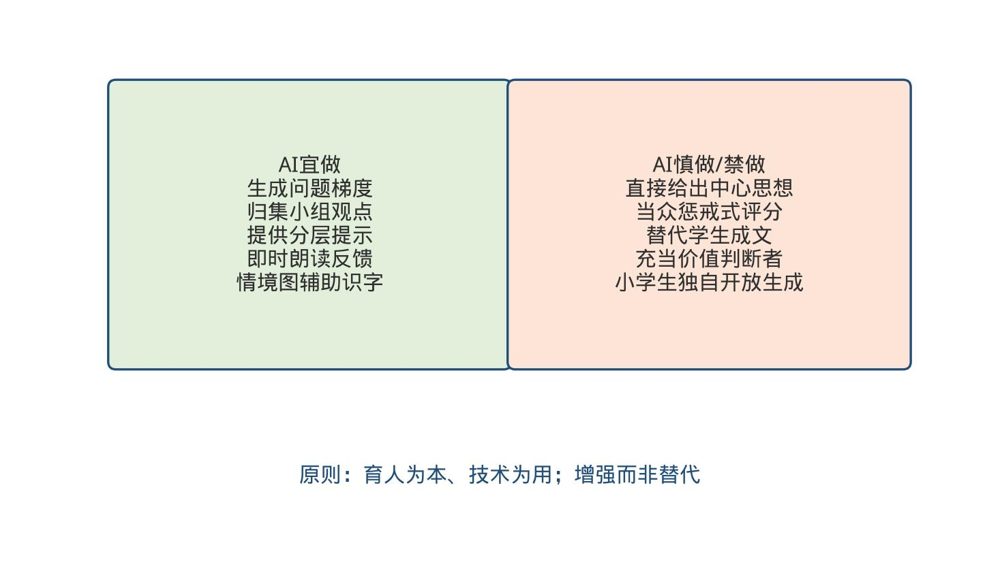 AI宜做
生成问题梯度
归集小组观点
提供分层提示
即时朗读反馈
情境图辅助识字
AI慎做/禁做
直接给出中心思想
当众惩戒式评分
替代学生成文
充当价值判断者
小学生独自开放生成
原则：育人为本、技术为用；增强而非替代